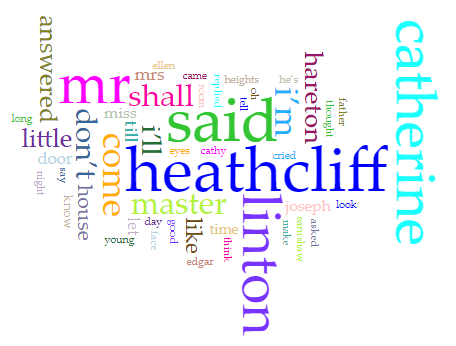 catherine
answered
ellen
mrs
came
replied
heights
he's
hareton
mr
shall
room
oh
tell
i'm
father
thought
long
little
miss
till
i'll
said
don't
come
door
eyes
cathy
cried
night
say
know
house
heathcliff
master
linton
joseph
look
let
day
good
like
time
make
earnshaw
asked
young
face
think
edgar